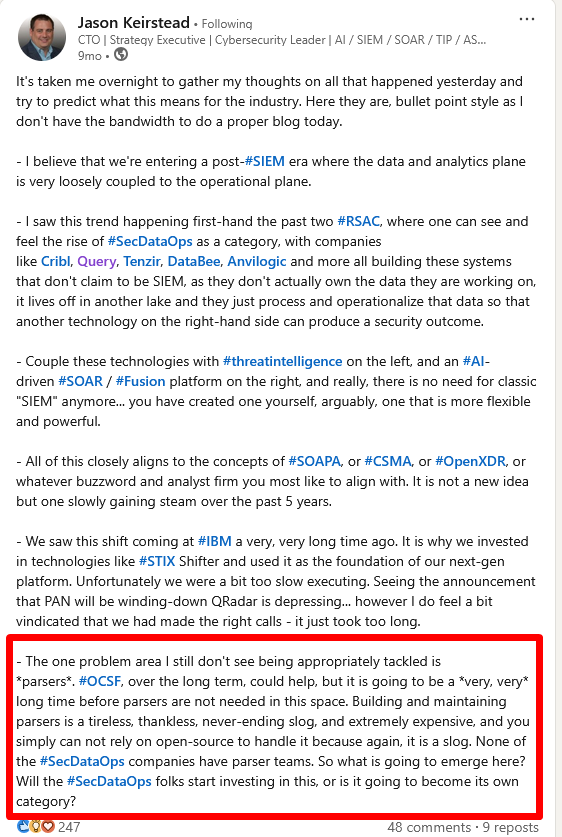 Jason Keirstead • Following
CTO | Strategy Executive | Cybersecurity Leader | AI / SIEM / SOAR / TIP / AS...
9mo •
It's taken me overnight to gather my thoughts on all that happened yesterday and
try to predict what this means for the industry. Here they are, bullet point style as I
don't have the bandwidth to do a proper blog today.
- I believe that we're entering a post-#SIEM era where the data and analytics plane
is very loosely coupled to the operational plane.
- I saw this trend happening first-hand the past two #RSAC, where one can see and
feel the rise of #SecDataOps as a category, with companies
like Cribl, Query, Tenzir, DataBee, Anvilogic and more all building these systems
that don't claim to be SIEM, as they don't actually own the data they are working on,
it lives off in another lake and they just process and operationalize that data so that
another technology on the right-hand side can produce a security outcome.
- Couple these technologies with #threatintelligence on the left, and an #AI-
driven #SOAR / #Fusion platform on the right, and really, there is no need for classic
"SIEM" anymore... you have created one yourself, arguably, one that is more flexible
and powerful.
- All of this closely aligns to the concepts of #SOAPA, or #CSMA, or #OpenXDR, or
whatever buzzword and analyst firm you most like to align with. It is not a new idea
but one slowly gaining steam over the past 5 years.
- We saw this shift coming at #IBM a very, very long time ago. It is why we invested
in technologies like #STIX Shifter and used it as the foundation of our next-gen
platform. Unfortunately we were a bit too slow executing. Seeing the announcement
that PAN will be winding-down QRadar is depressing... however I do feel a bit
vindicated that we had made the right calls - it just took too long.
- The one problem area I still don't see being appropriately tackled is
*parsers*. #OCSF, over the long term, could help, but it is going to be a *very, very*
long time before parsers are not needed in this space. Building and maintaining
parsers is a tireless, thankless, never-ending slog, and extremely expensive, and you
simply can not rely on open-source to handle it because again, it is a slog. None of
the #SecDataOps companies have parser teams. So what is going to emerge here?
Will the #SecDataOps folks start investing in this, or is it going to become its own
category?
247
48 comments • 9 reposts